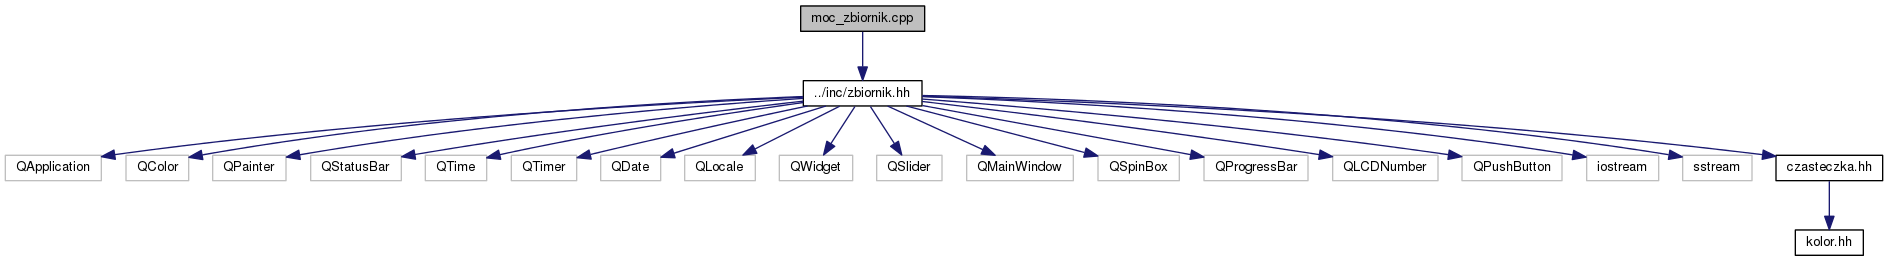 moc_zbiornik.cpp
../inc/zbiornik.hh
QApplication
QColor
QPainter
QStatusBar
QTime
QTimer
QDate
QLocale
QWidget
QSlider
QMainWindow
QSpinBox
QProgressBar
QLCDNumber
QPushButton
iostream
sstream
czasteczka.hh
kolor.hh